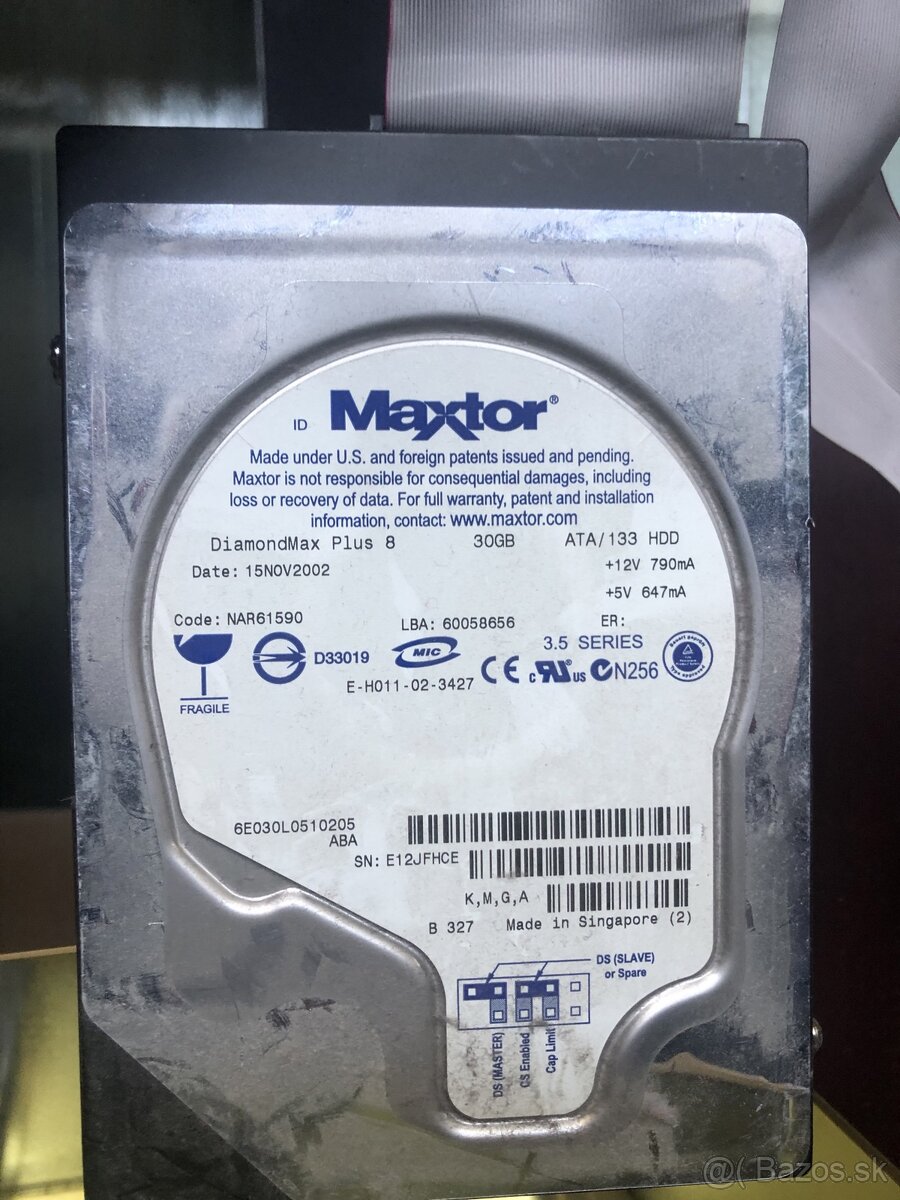 ID Maxtor®
Made under U.S. and foreign patents issued and pending.
Maxtor is not responsible for consequential damages, including
loss or recovery of data. For full warranty, patent and installation
information, contact: www.maxtor.com
DiamondMax Plus 8 30GB ATA/133 HDD
Date: 15NOV2002 +12V 790mA
+5V 647mA
Code: NAR61590 LBA: 60058656 ER:
3.5 SERIES
D33019 MIC CE c RU® us N256
E-H011-02-3427
FRAGILE
6E030L0510205
ABA
SN: E12JFHCE
K,M,G,A
B 327 Made in Singapore (2)
DS (SLAVE)
or Spare
DS (MASTER)
CS Enabled
Cap Limit
@( Bazos.sk